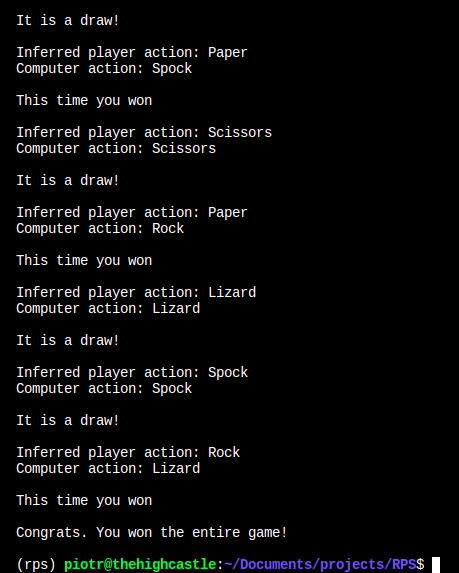 It is a draw!
Inferred player action: Paper
Computer action: Spock
This time you won
Inferred player action: Scissors
Computer action: Scissors
It is a draw!
Inferred player action: Paper
Computer action: Rock
This time you won
Inferred player action: Lizard
Computer action: Lizard
It is a draw!
Inferred player action: Spock
Computer action: Spock
It is a draw!
Inferred player action: Rock
Computer action: Lizard
This time you won
Congrats. You won the entire game!
(rps) piotr@thehighcastle:~/Documents/projects/RPS$